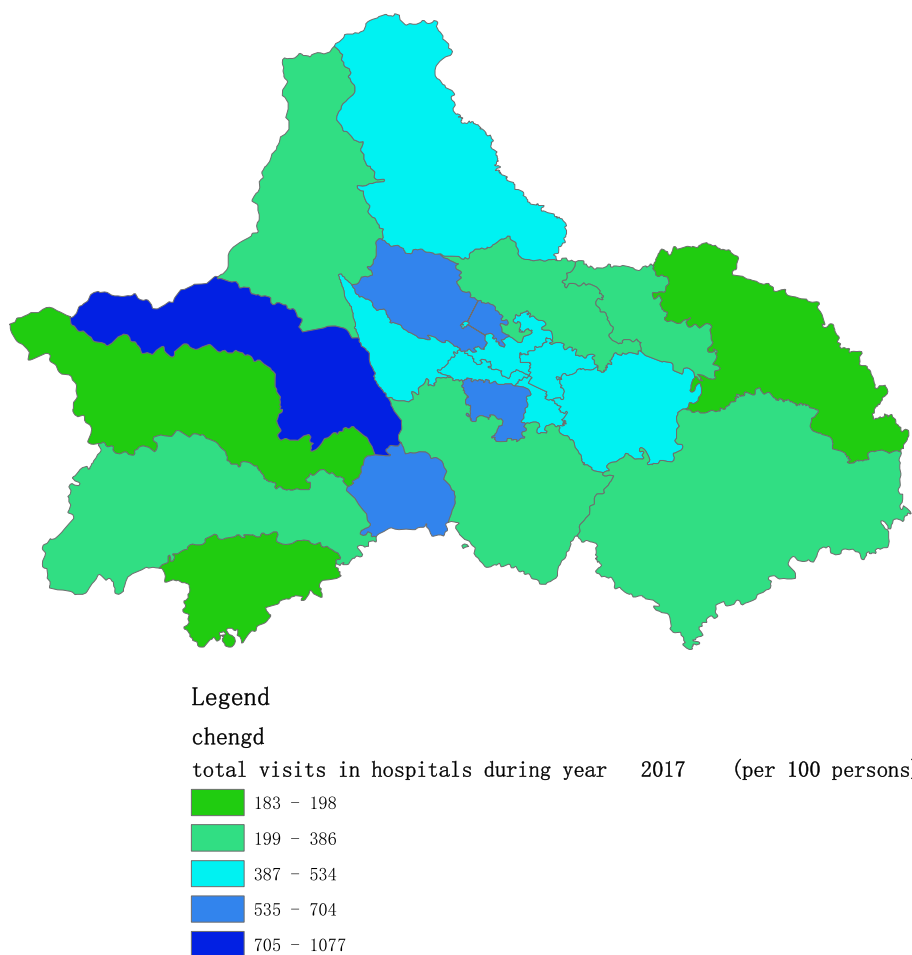 Legend
chengd
total visits in hospitals during year 2017 (per 100 persons)
183 - 198
199 - 386
387 - 534
535 - 704
705 - 1077